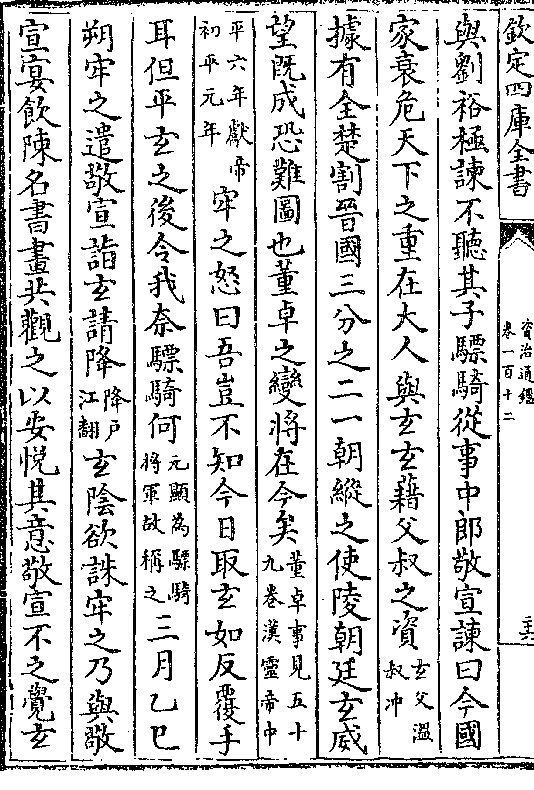 欽定四庫全書
資治通鑑
卷一百十二
與劉裕極諫不聽其子驃騎從事中郎敬宣諫曰今國
家衰危天下之重在大人與玄玄藉父叔之資玄父溫叔冲
據有全楚割晉國三分之二一朝縱之使陵朝廷玄威
望既成恐難圖也董卓之變將在今矣董卓事見五十九卷漢靈帝中
平六年獻帝初平元年牢之怒曰吾豈不知今日取玄如反覆手
耳但平玄之後令我奈驃騎何元顯為驃騎將軍故稱之三月乙巳
朔牢之遣敬宣詣玄請降降户江翻玄陰欲誅牢之乃與敬
宣宴飲陳名書畫共觀之以安悅其意敬宣不之覺玄